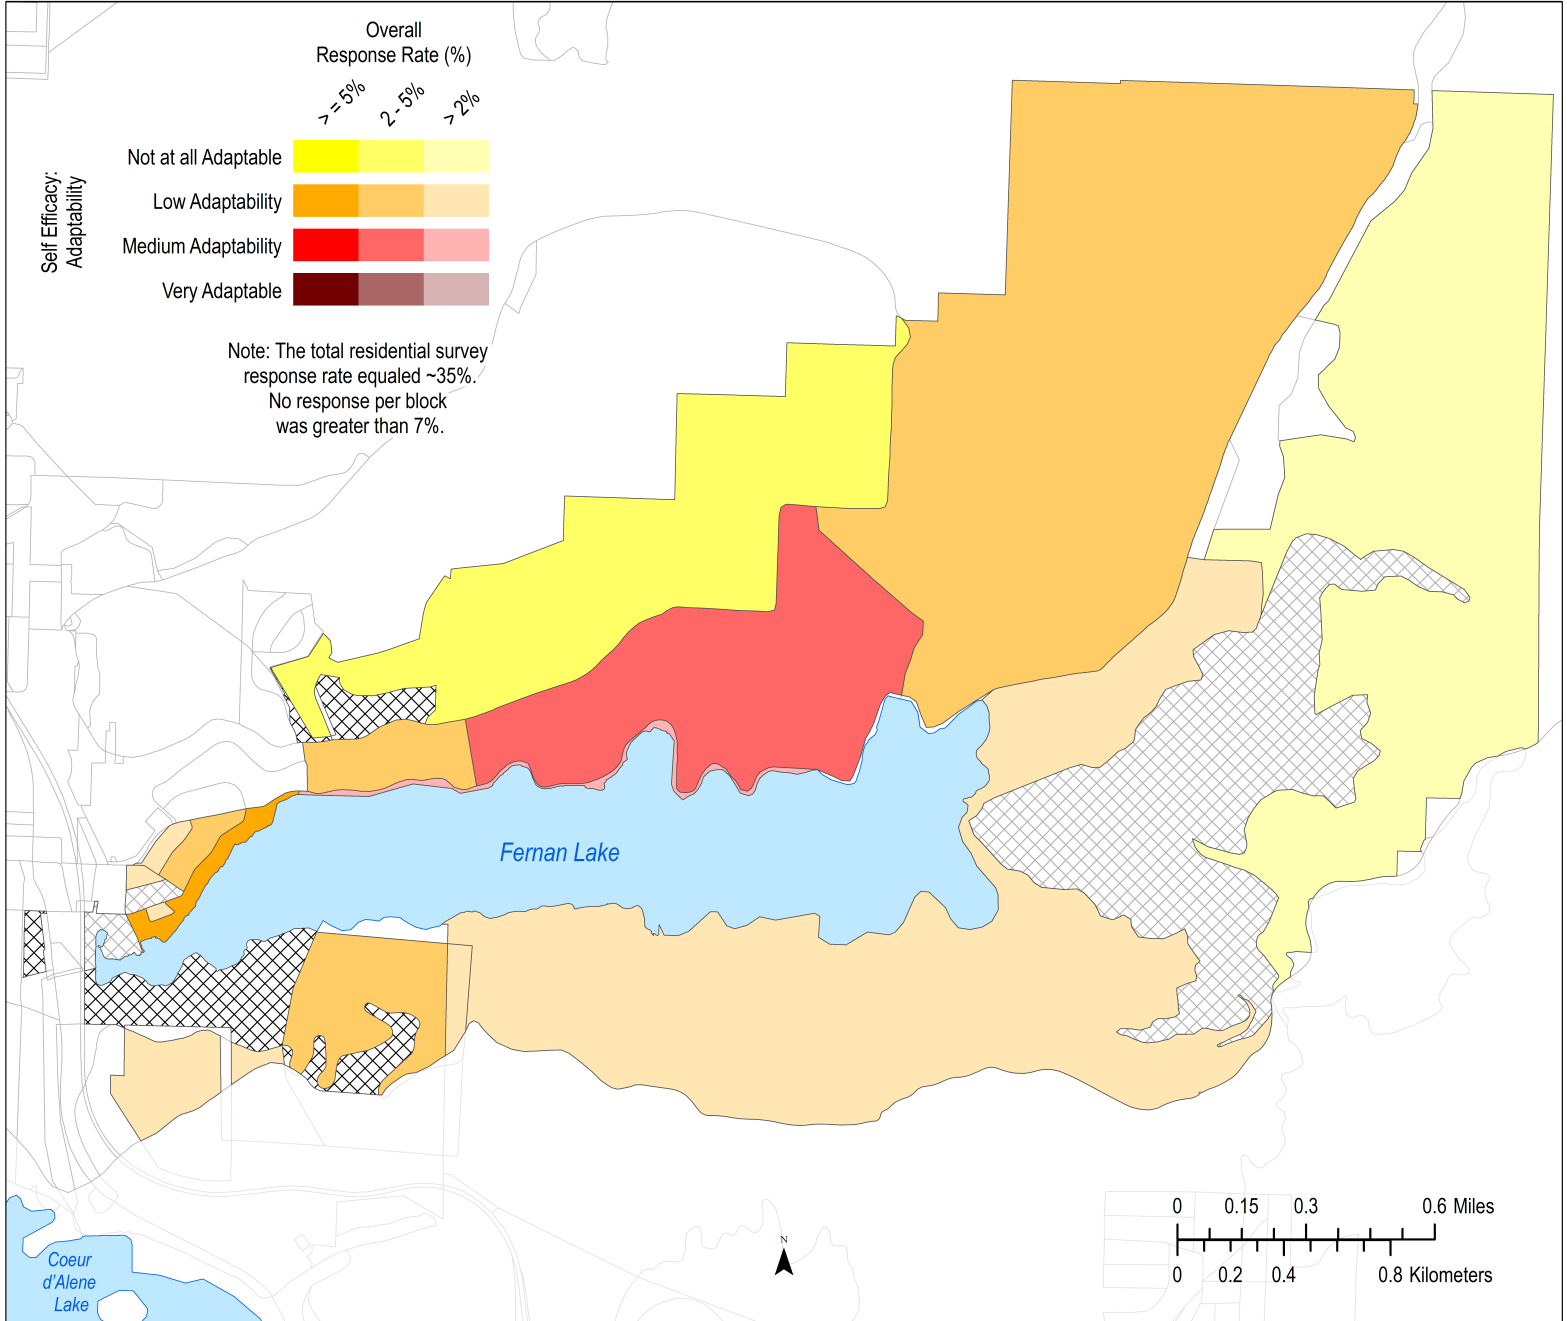 Overall
Response Rate (%)
> = 5%
2 - 5%
> 2%
Self Efficacy:
Adaptability
Not at all Adaptable
Low Adaptability
Medium Adaptability
Very Adaptable
Note: The total residential survey
response rate equaled ~35%.
No response per block
was greater than 7%.
Fernan Lake
Coeur
d'Alene
Lake
N
0 0.15 0.3 0.6 Miles
0 0.2 0.4 0.8 Kilometers